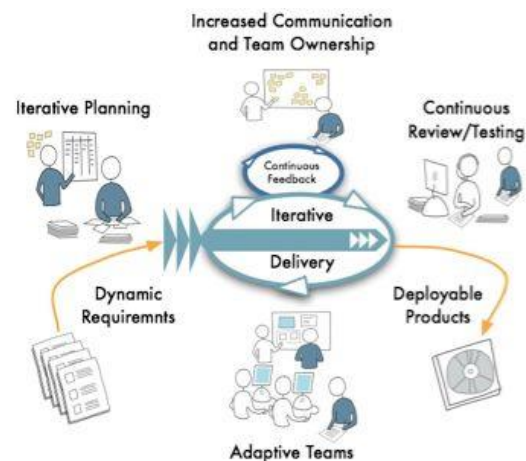 Increased Communication
and Team Ownership
Iterative Planning
Continuous
Review/Testing
Continuous
Feedback
Iterative
Delivery
Dynamic
Requiremnts
Deployable
Products
Adaptive Teams